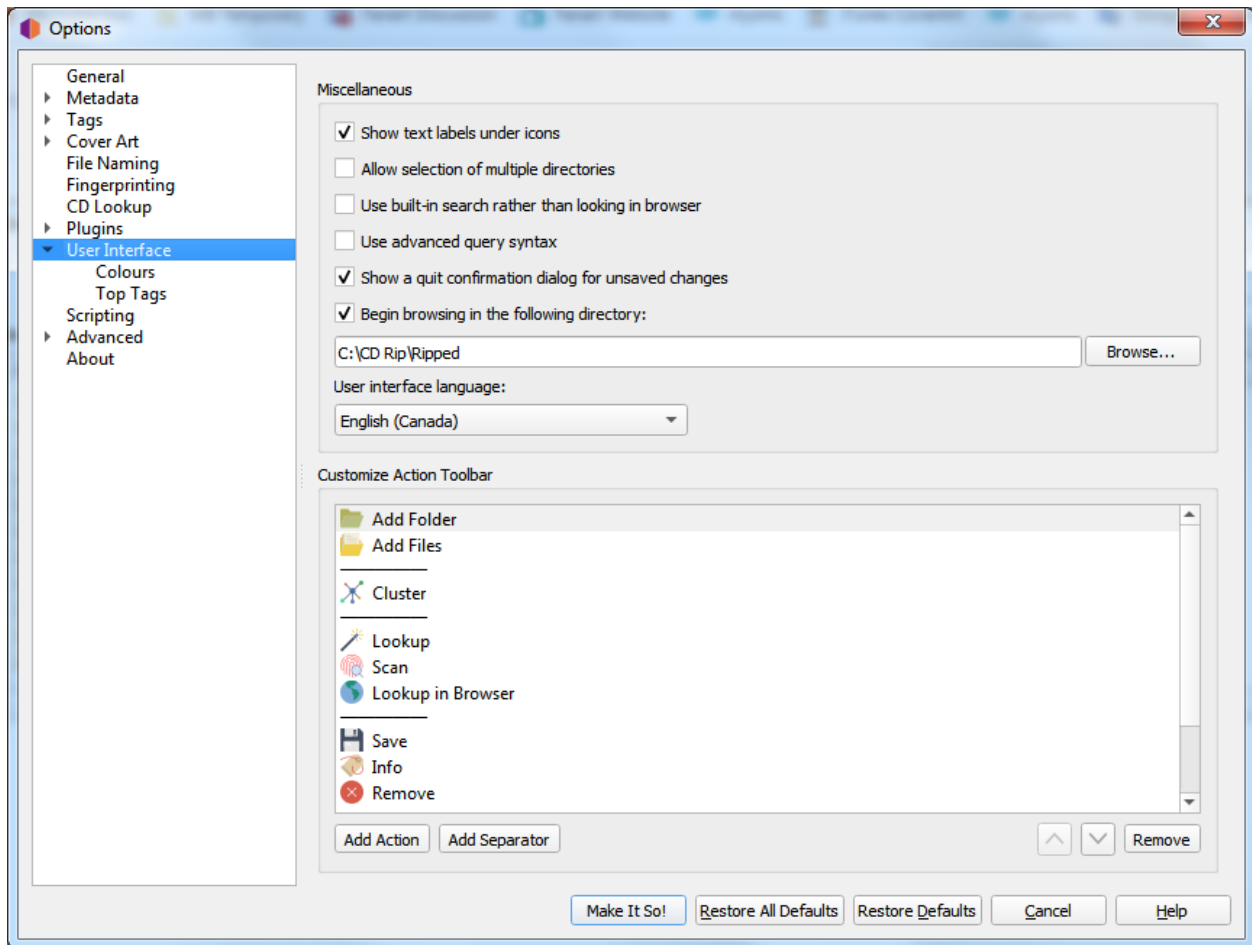 Options
General
Metadata
Tags
Cover Art
File Naming
Fingerprinting
CD Lookup
Plugins
User Interface
Colours
Top Tags
Scripting
Advanced
About
Miscellaneous
Show text labels under icons
Allow selection of multiple directories
Use built-in search rather than looking in browser
Use advanced query syntax
Show a quit confirmation dialog for unsaved changes
Begin browsing in the following directory:
C:\CD Rip\Ripped
Browse...
User interface language:
English (Canada)
Customize Action Toolbar
Add Folder
Add Files
Cluster
Lookup
Scan
Lookup in Browser
Save
Info
Remove
Add Action Add Separator Remove
Make It So! Restore All Defaults Restore Defaults Cancel Help